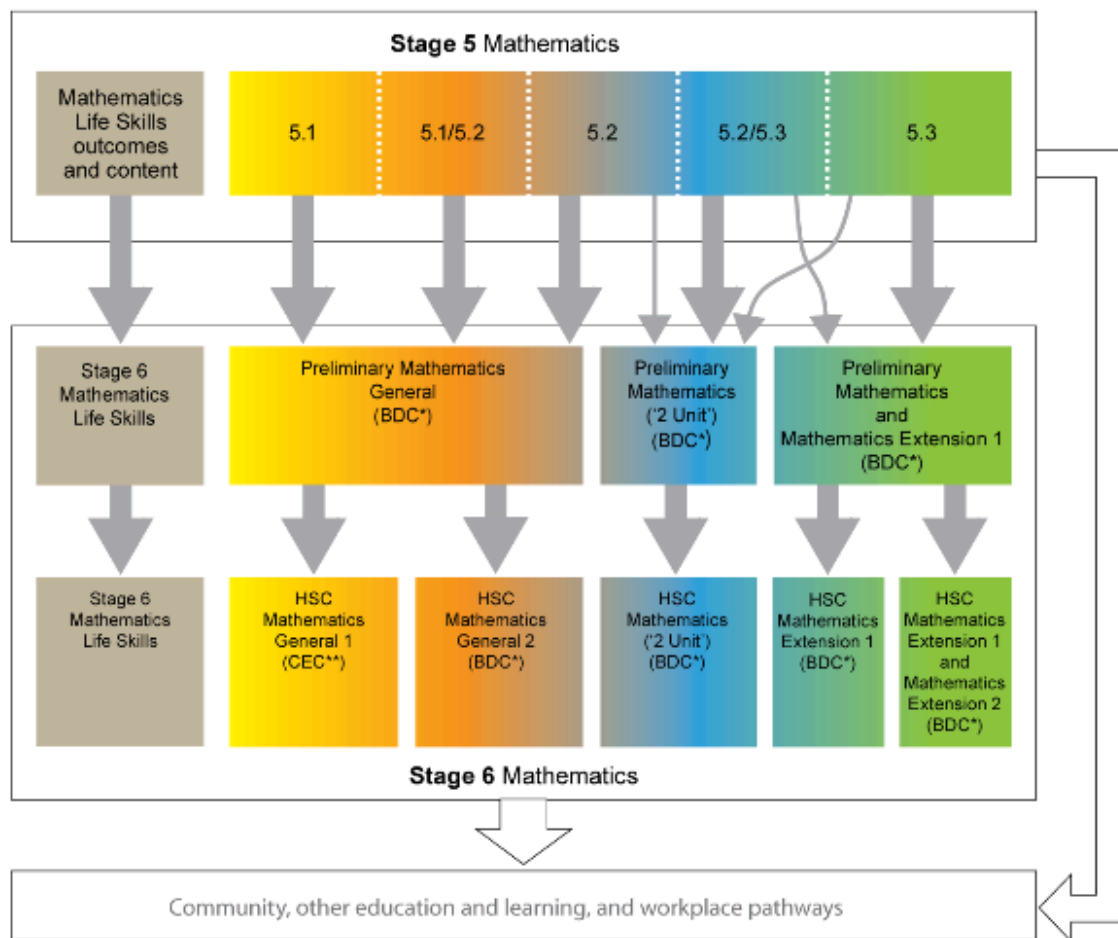 Stage 5 Mathematics
Mathematics
Life Skills
outcomes
and content
5.1
5.1/5.2
5.2
5.2/5.3
5.3
Stage 6
Mathematics
Life Skills
Preliminary Mathematics
General
(BDC*)
Preliminary
Mathematics
('2 Unit')
(BDC*)
Preliminary
Mathematics
and
Mathematics Extension 1
(BDC*)
Stage 6
Mathematics
Life Skills
HSC
Mathematics
General 1
(CEC**)
HSC
Mathematics
General 2
(BDC*)
HSC
Mathematics
('2 Unit')
(BDC*)
HSC
Mathematics
Extension 1
(BDC*)
HSC
Mathematics
Extension 1
and
Mathematics
Extension 2
(BDC*)
Stage 6 Mathematics
Community, other education and learning, and workplace pathways